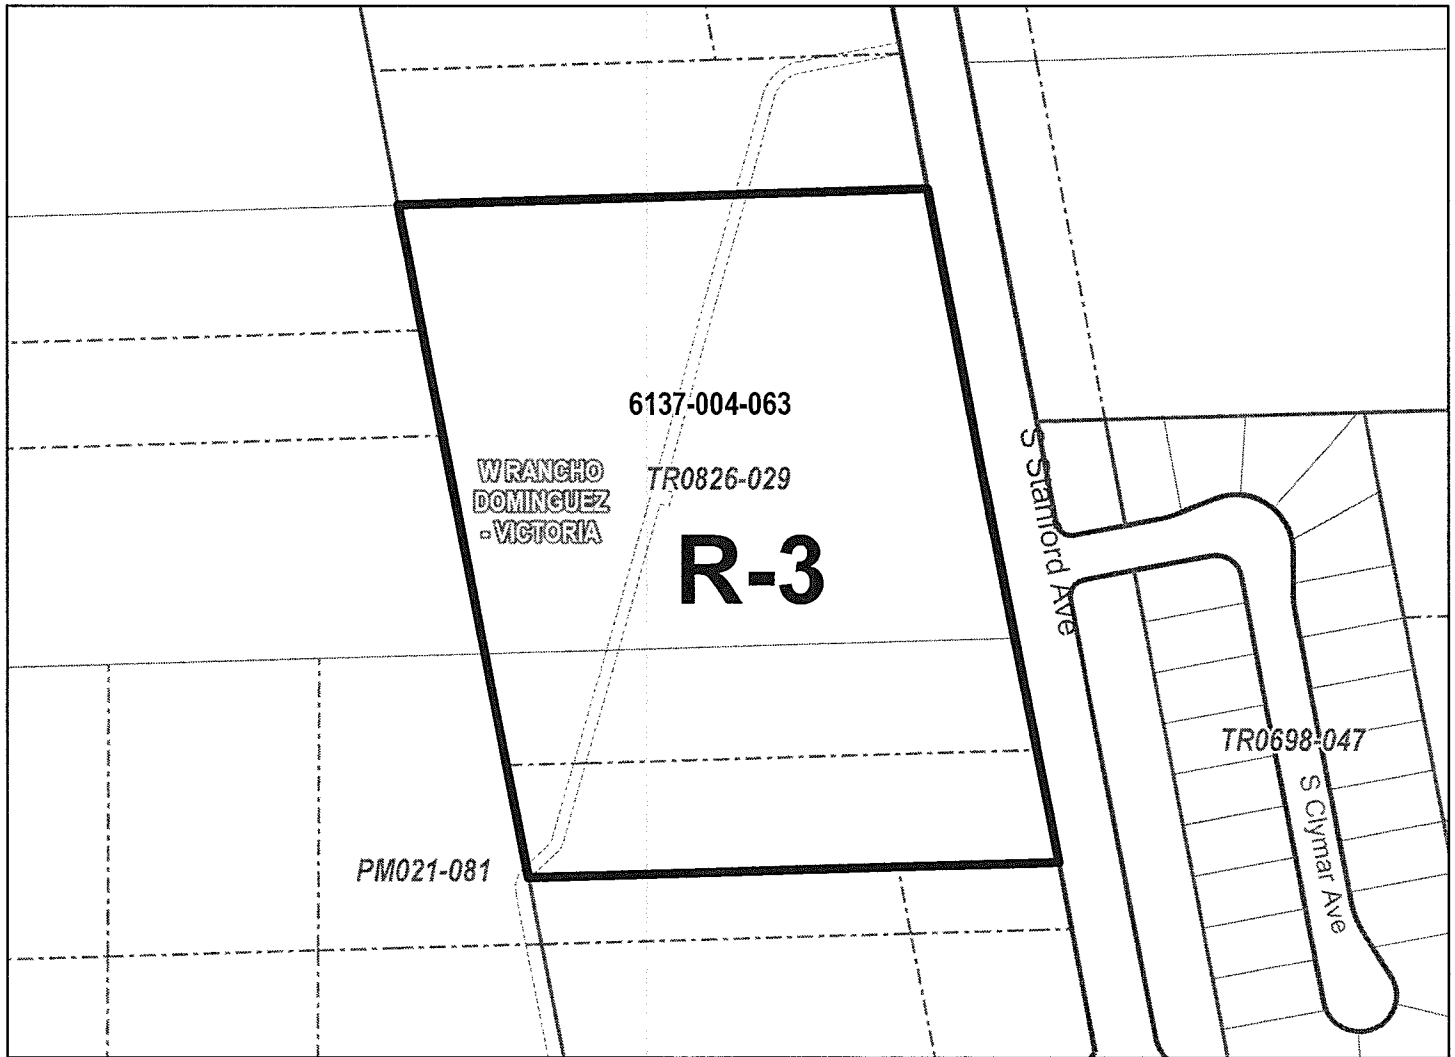 6137-004-063
W RANCHO
DOMINGUEZ
- VICTORIA
TR0826-029
R-3
S Stanford Ave
TR0698-047
S Clymar Ave
PM021-081